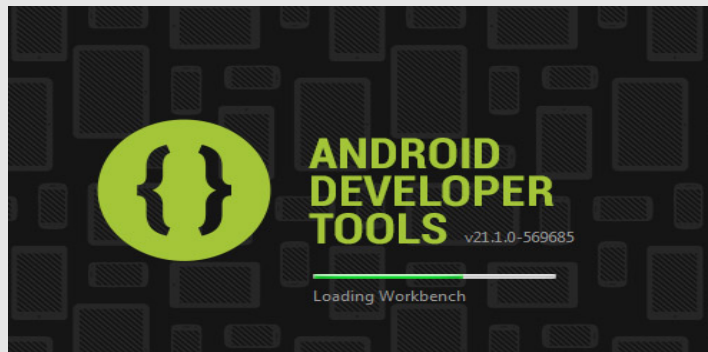 { }
ANDROID
DEVELOPER
TOOLS v21.1.0-569685
Loading Workbench